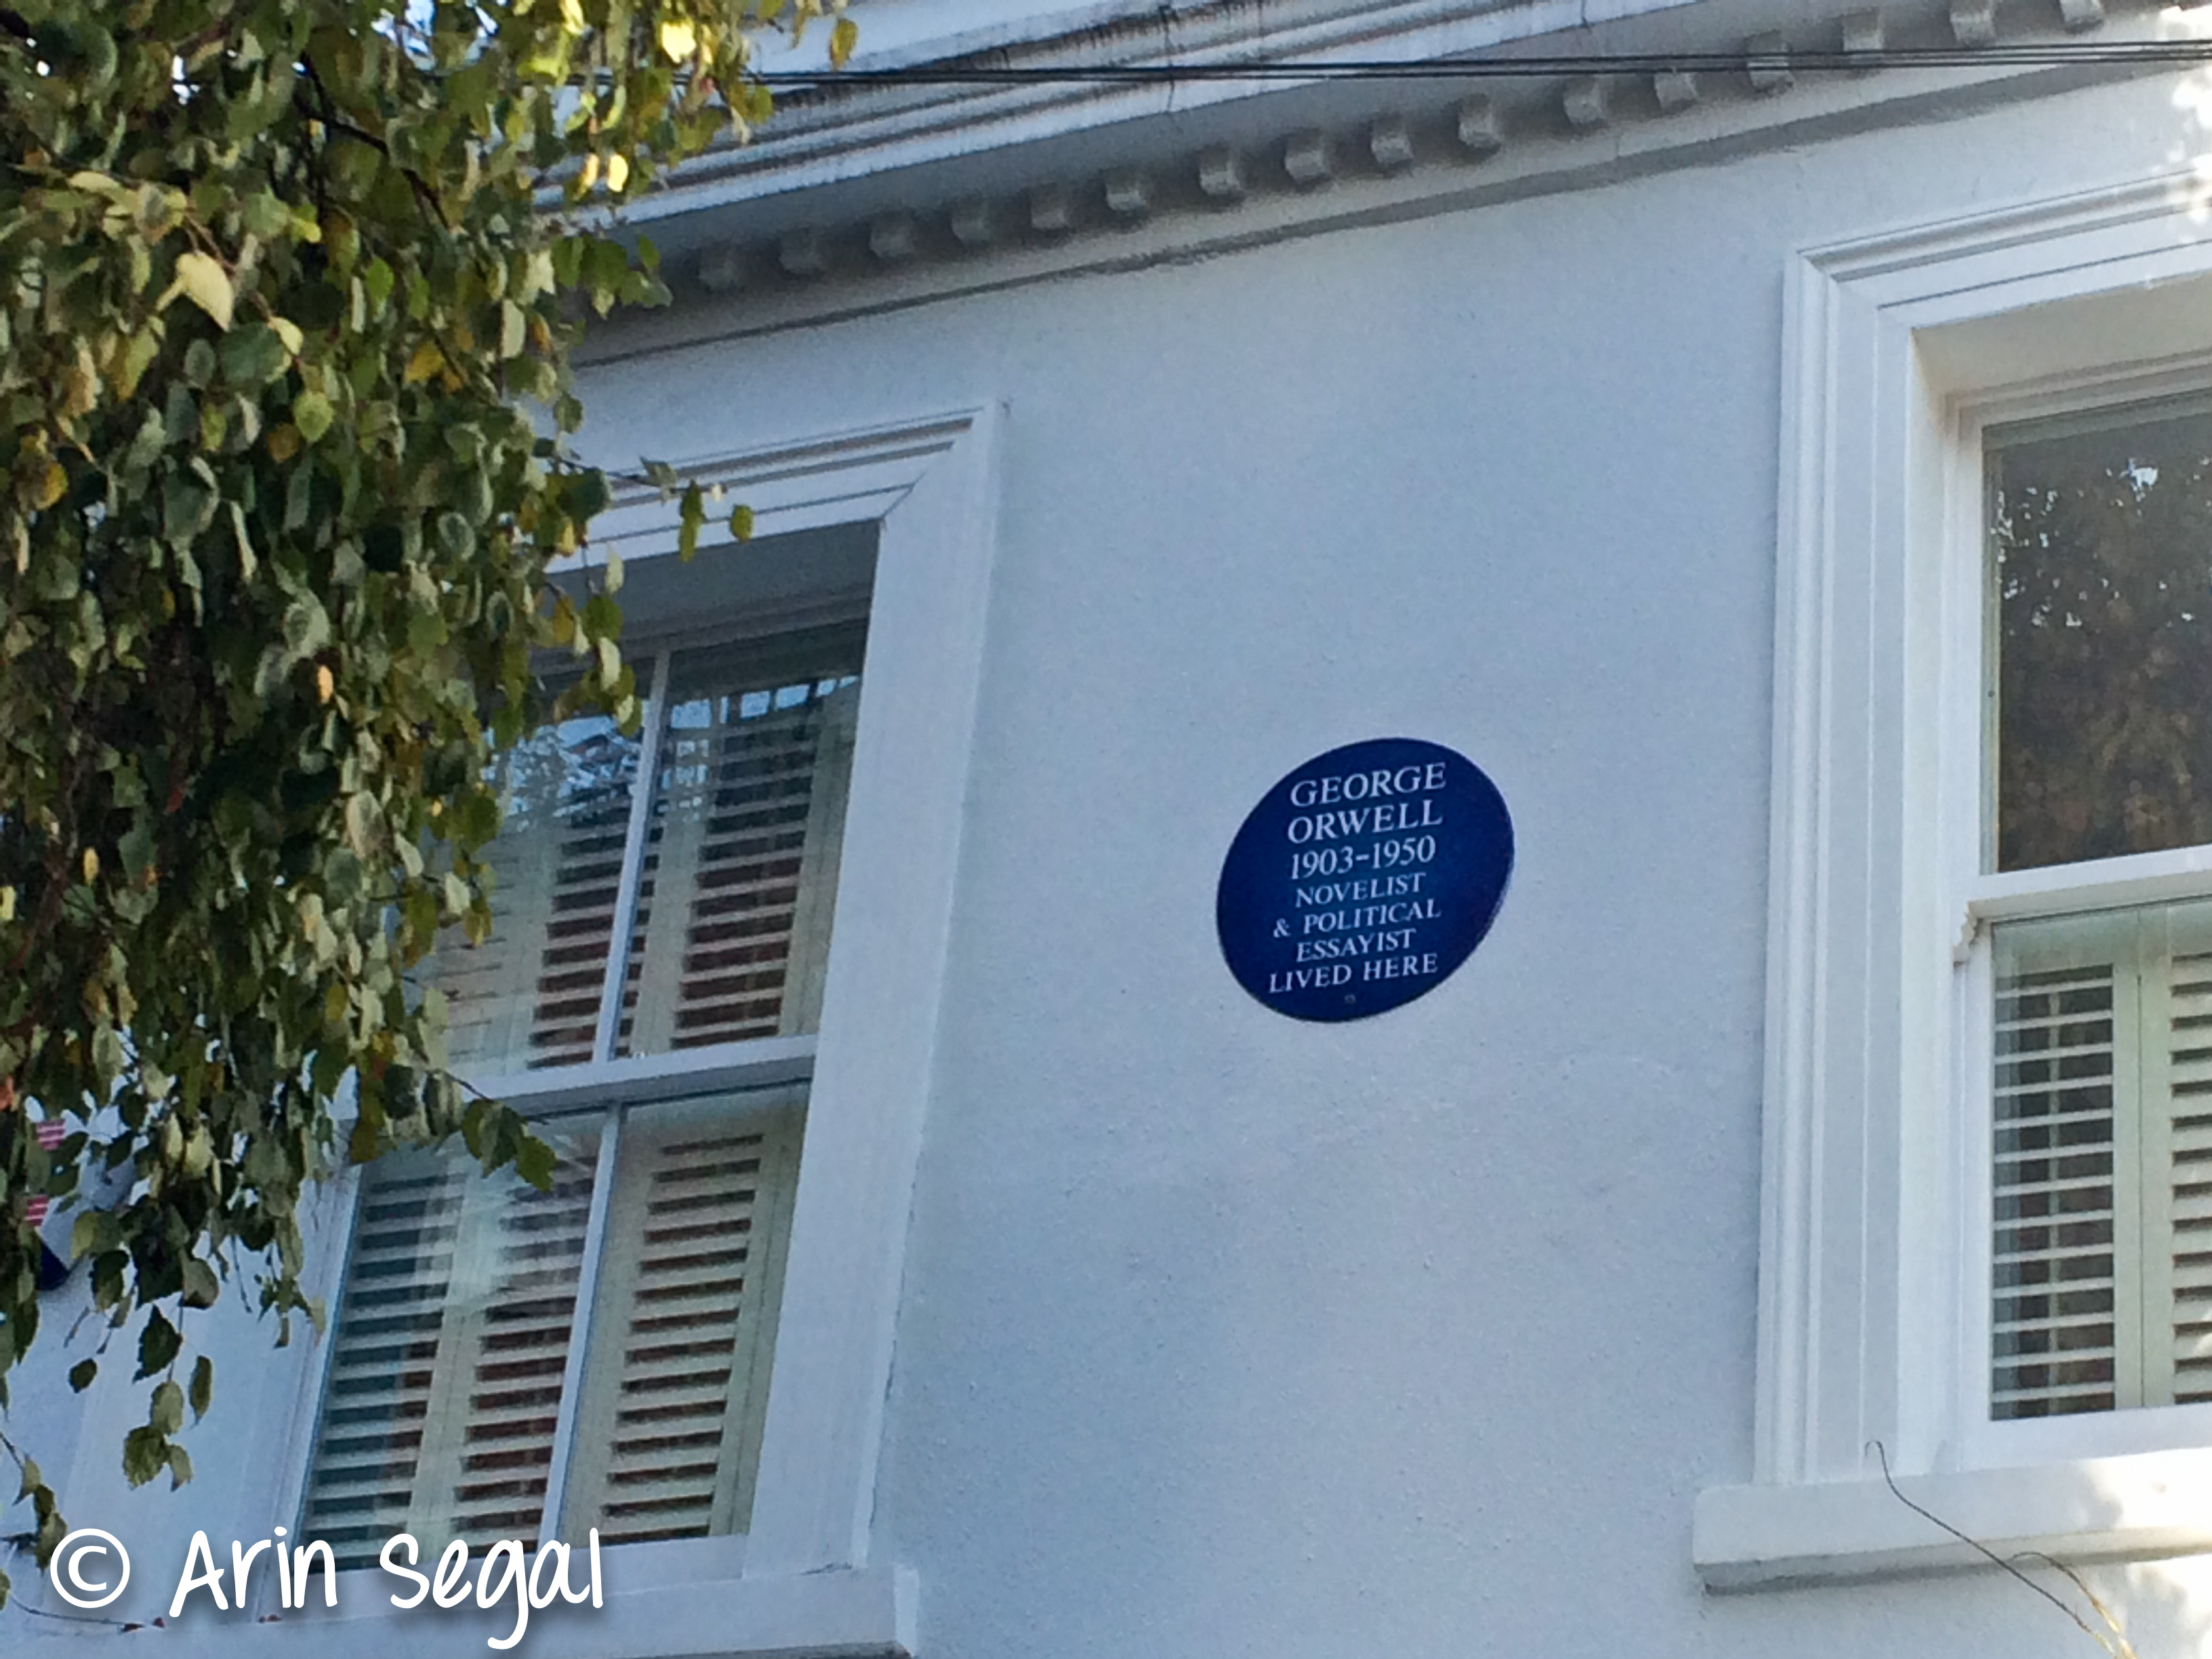 GEORGE
ORWELL
1903-1950
NOVELIST
& POLITICAL
ESSAYIST
LIVED HERE
© Arin Segal